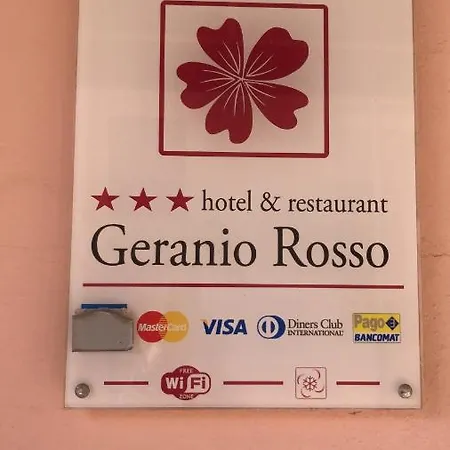 hotel & restaurant
Geranio Rosso
MasterCard VISA Diners Club Pago
INTERNATIONAL BANCOMAT
FREE
WiFi
ZONE